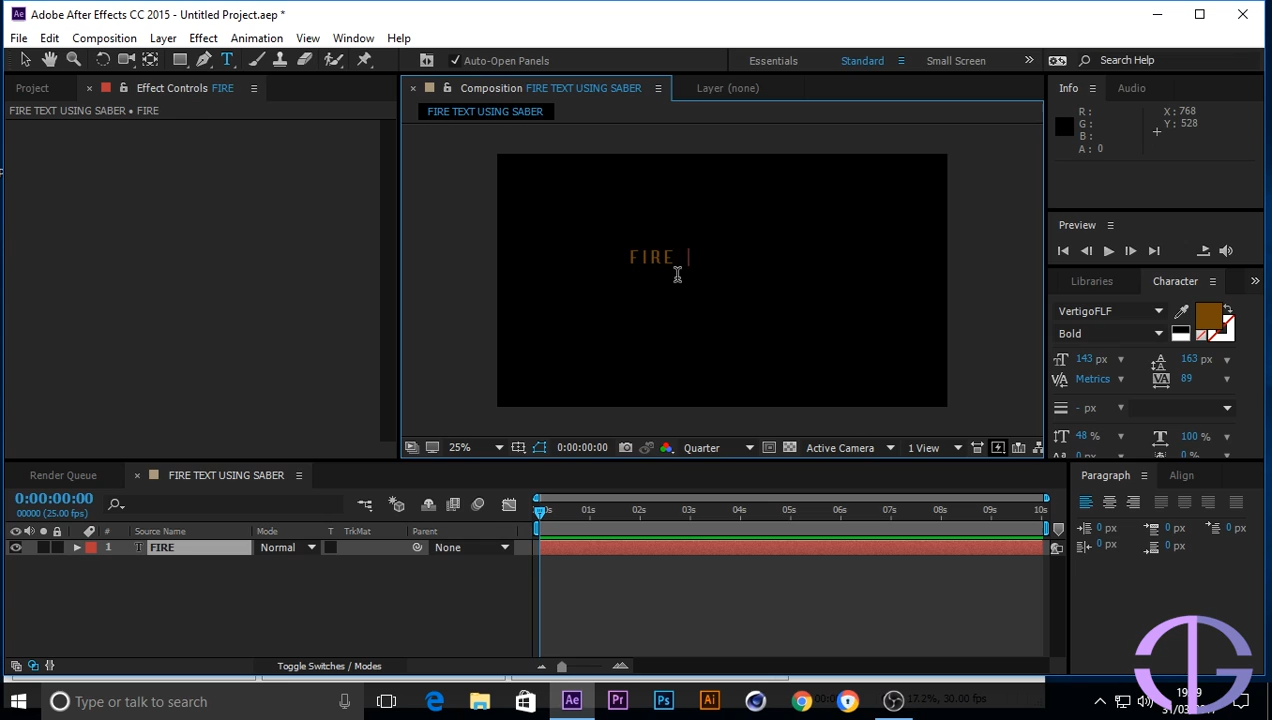 Adobe After Effects CC 2015 - Untitled Project.aep *
File Edit Composition Layer Effect Animation View Window Help
Auto-Open Panels Essentials Standard Small Screen Search Help
Project Effect Controls FIRE Composition FIRE TEXT USING SABER Layer (none) Info Audio
FIRE TEXT USING SABER • FIRE FIRE TEXT USING SABER
R: X: 768
G: Y: 528
B:
A: 0
FIRE
Preview
Libraries Character
VertigoFLF
Bold
143 px 163 px
Metrics 89
- px
48 % 100 %
0 px 0 %
25% 0:00:00:00 Quarter Active Camera 1 View
Render Queue FIRE TEXT USING SABER Paragraph Align
0:00:00:00
00000 (25.00 fps)
0s 01s 02s 03s 04s 05s 06s 07s 08s 09s 10s
# Source Name Mode T TrkMat Parent
1 T FIRE Normal None
0 px 0 px 0 px
0 px 0 px
Toggle Switches / Modes
Type here to talk to search